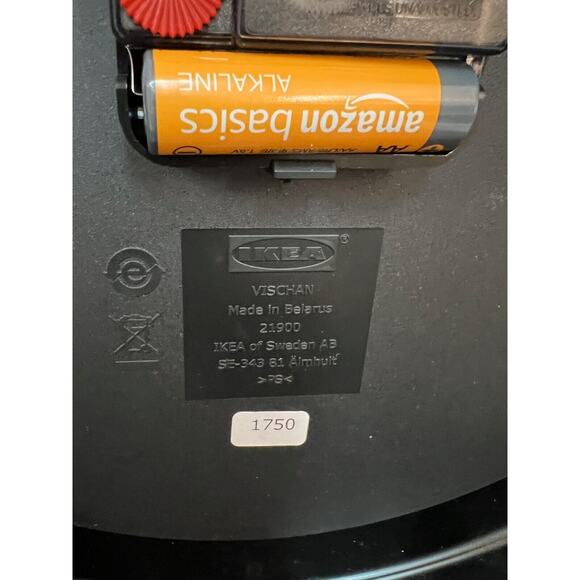 amazon basics
ALKALINE
AA
IKEA®
VISCHAN
Made in Belarus
21900
IKEA of Sweden AB
SE-343 81 Älmhult
>PS<
1750